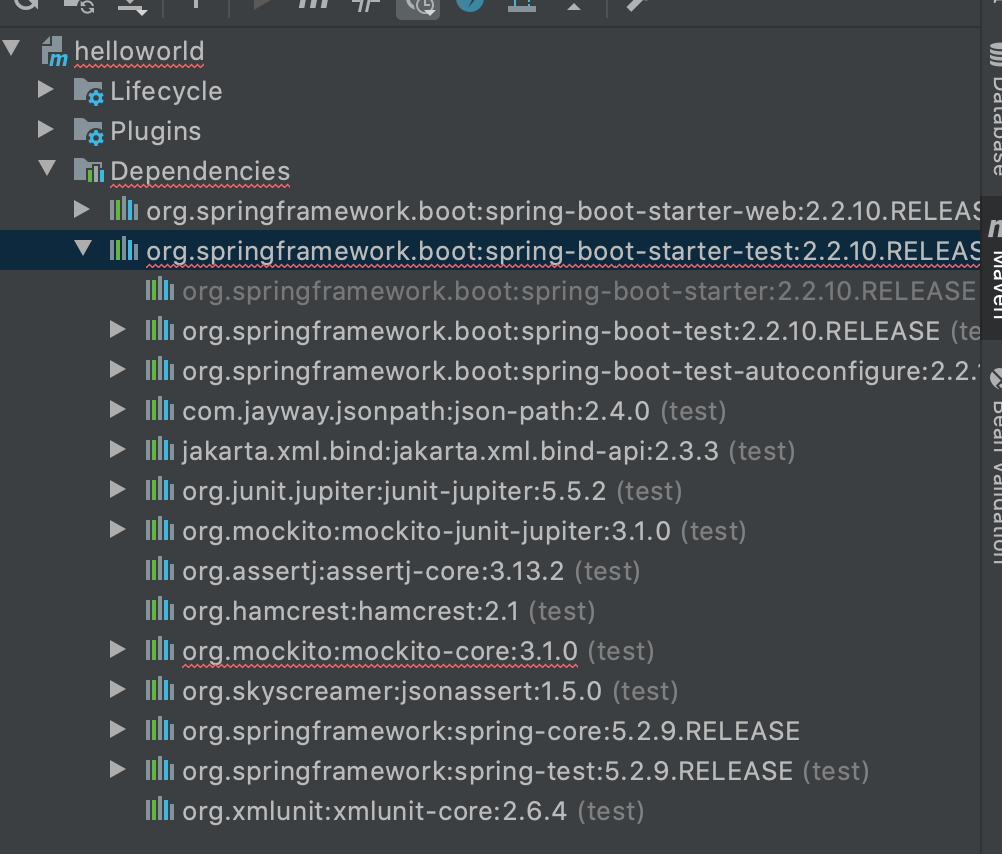 helloworld
Lifecycle
Plugins
Dependencies
org.springframework.boot:spring-boot-starter-web:2.2.10.RELEAS
org.springframework.boot:spring-boot-starter-test:2.2.10.RELEAS
org.springframework.boot:spring-boot-starter:2.2.10.RELEASE
org.springframework.boot:spring-boot-test:2.2.10.RELEASE (te
org.springframework.boot:spring-boot-test-autoconfigure:2.2.
com.jayway.jsonpath:json-path:2.4.0 (test)
jakarta.xml.bind:jakarta.xml.bind-api:2.3.3 (test)
org.junit.jupiter:junit-jupiter:5.5.2 (test)
org.mockito:mockito-junit-jupiter:3.1.0 (test)
org.assertj:assertj-core:3.13.2 (test)
org.hamcrest:hamcrest:2.1 (test)
org.mockito:mockito-core:3.1.0 (test)
org.skyscreamer:jsonassert:1.5.0 (test)
org.springframework:spring-core:5.2.9.RELEASE
org.springframework:spring-test:5.2.9.RELEASE (test)
org.xmlunit:xmlunit-core:2.6.4 (test)
Database
Maven
Bean Validation